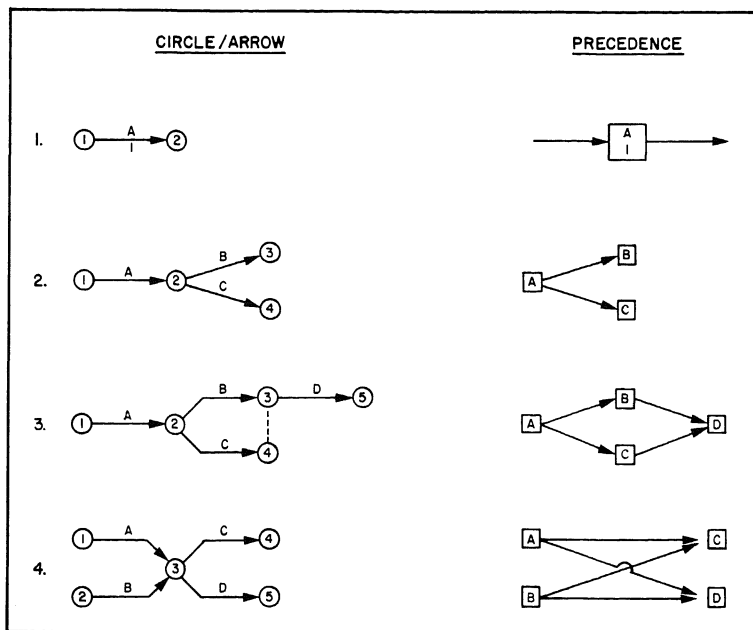 CIRCLE/ARROW PRECEDENCE
1. 1 A 1 2 A 1
2. 1 A 2 B 3 C 4 A B C
3. 1 A 2 B 3 D 5 C 4 A B C D
4. 1 A 2 B 3 C 4 D 5 A B C D